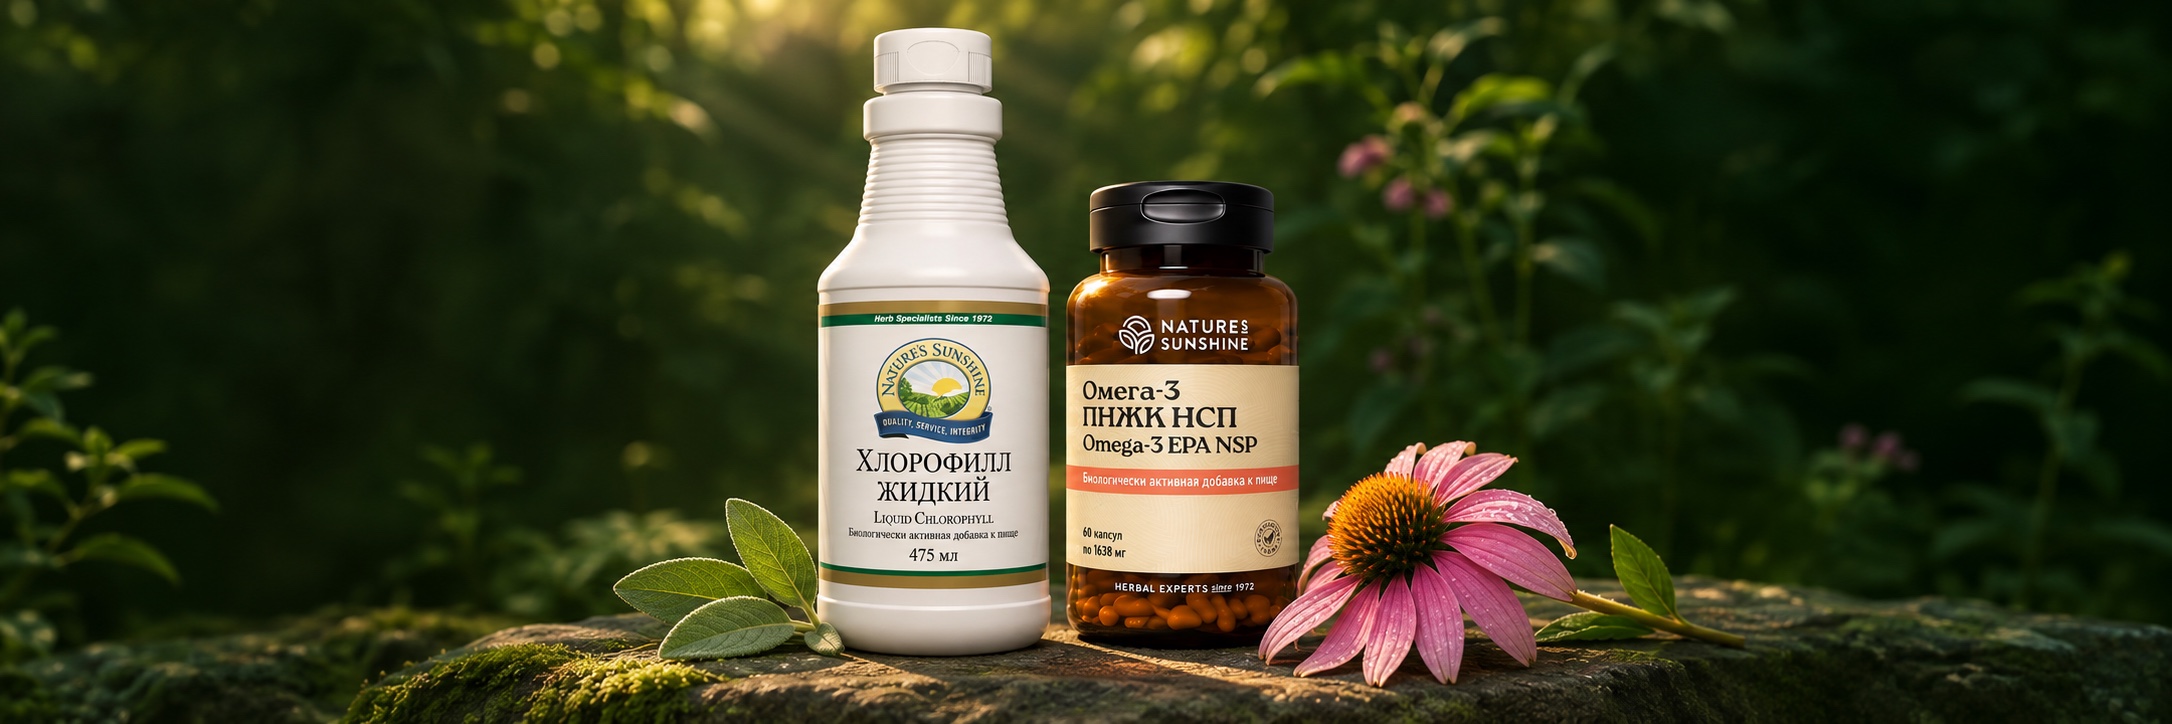 Herb Specialists Since 1972
NATURE'S SUNSHINE
QUALITY, SERVICE, INTEGRITY
ХЛОРОФИЛЛ
ЖИДКИЙ
LIQUID CHLOROPHYLL
Биологически активная добавка к пище
475 мл
NATURES
SUNSHINE
Омега-3
ПНЖК НСП
Omega-3 EPA NSP
Биологически активная добавка к пище
60 капсул
по 1638 мг
HERBAL EXPERTS since 1972